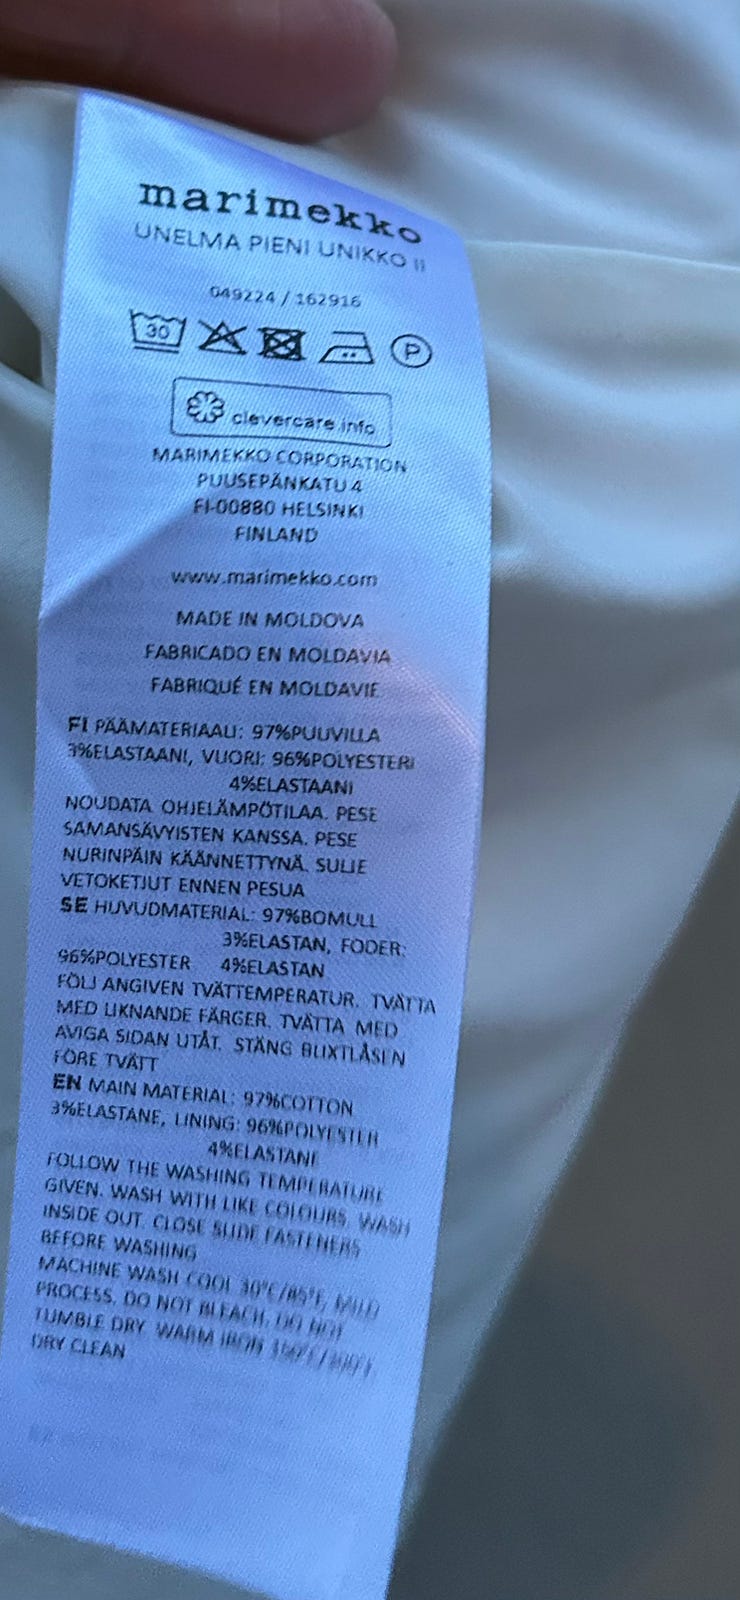 marimekko
UNELMA PIENI UNIKKO II
049224 / 162916
30 P
clevercare.info
MARIMEKKO CORPORATION
PUUSEPÄNKATU 4
FI-00880 HELSINKI
FINLAND
www.marimekko.com
MADE IN MOLDOVA
FABRICADO EN MOLDAVIA
FABRIQUÉ EN MOLDAVIE
FI PÄÄMATERIAALI: 97%PUUVILLA
3%ELASTAANI, VUORI: 96%POLYESTERI
4%ELASTAANI
NOUDATA OHJELÄMPÖTILAA. PESE
SAMANSÄVYISTEN KANSSA. PESE
NURINPÄIN KÄÄNNETTYNÄ. SULJE
VETOKETJUT ENNEN PESUA
SE HUVUDMATERIAL: 97%BOMULL
3%ELASTAN, FODER:
96%POLYESTER 4%ELASTAN
FÖLJ ANGIVEN TVÄTTEMPERATUR. TVÄTTA
MED LIKNANDE FÄRGER. TVÄTTA MED
AVIGA SIDAN UTÅT. STÄNG BLIXTLÅSEN
FÖRE TVÄTT
EN MAIN MATERIAL: 97%COTTON
3%ELASTANE, LINING: 96%POLYESTER
4%ELASTANE
FOLLOW THE WASHING TEMPERATURE
GIVEN. WASH WITH LIKE COLOURS. WASH
INSIDE OUT. CLOSE SLIDE FASTENERS
BEFORE WASHING
MACHINE WASH COOL 30°C/85°F, MILD
PROCESS. DO NOT BLEACH. DO NOT
TUMBLE DRY. WARM IRON 150°C/300°F.
DRY CLEAN